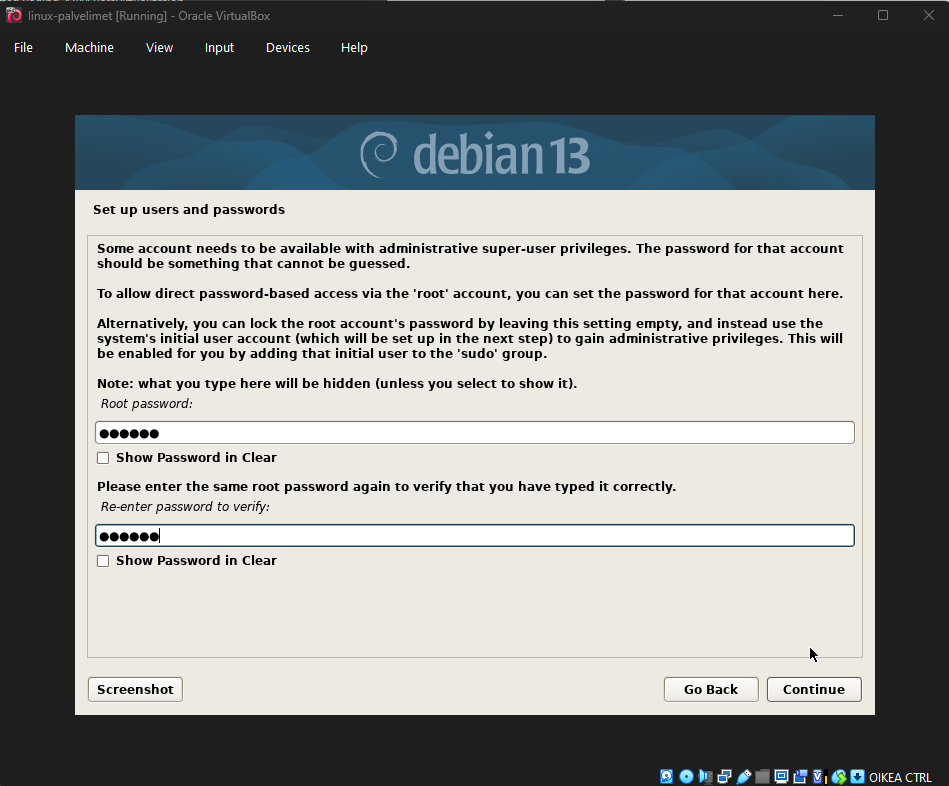 linux-palvelimet [Running] - Oracle VirtualBox
File Machine View Input Devices Help
debian 13
Set up users and passwords
Some account needs to be available with administrative super-user privileges. The password for that account
should be something that cannot be guessed.
To allow direct password-based access via the 'root' account, you can set the password for that account here.
Alternatively, you can lock the root account's password by leaving this setting empty, and instead use the
system's initial user account (which will be set up in the next step) to gain administrative privileges. This will
be enabled for you by adding that initial user to the 'sudo' group.
Note: what you type here will be hidden (unless you select to show it).
Root password:
●●●●●●
Show Password in Clear
Please enter the same root password again to verify that you have typed it correctly.
Re-enter password to verify:
●●●●●●
Show Password in Clear
Screenshot Go Back Continue
OIKEA CTRL